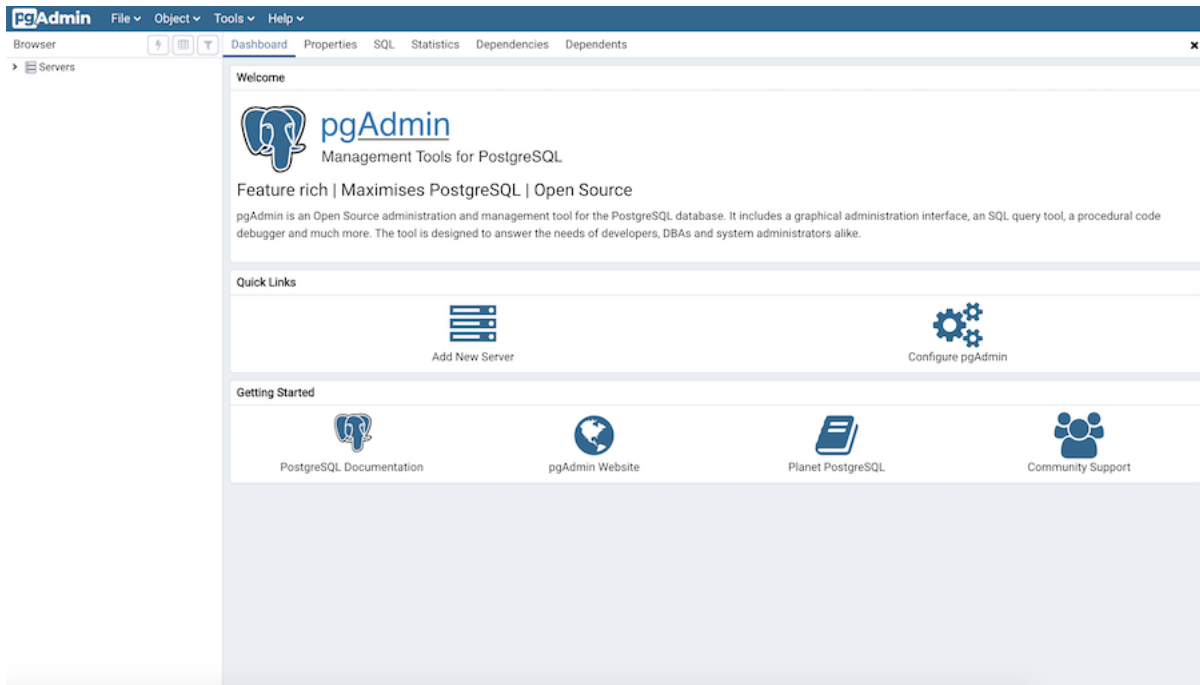 pgAdmin File Object Tools Help
Browser Dashboard Properties SQL Statistics Dependencies Dependents
Servers
Welcome
pgAdmin
Management Tools for PostgreSQL
Feature rich | Maximises PostgreSQL | Open Source
pgAdmin is an Open Source administration and management tool for the PostgreSQL database. It includes a graphical administration interface, an SQL query tool, a procedural code
debugger and much more. The tool is designed to answer the needs of developers, DBAs and system administrators alike.
Quick Links
Add New Server Configure pgAdmin
Getting Started
PostgreSQL Documentation pgAdmin Website Planet PostgreSQL Community Support